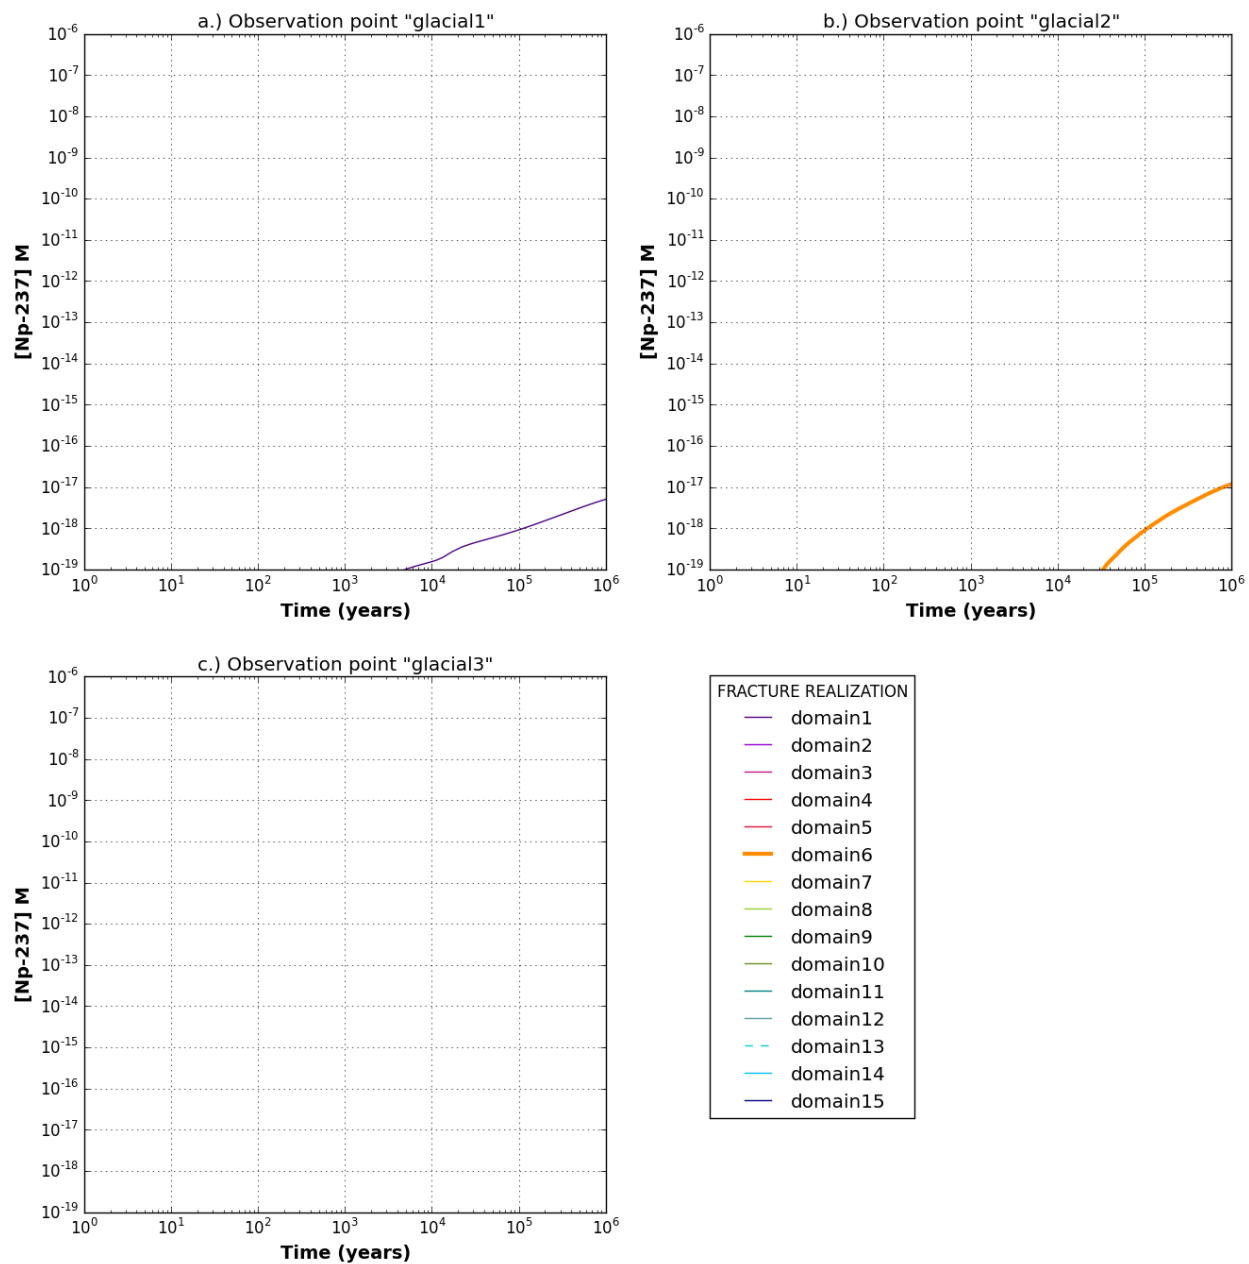 a.) Observation point "glacial1"
[Np-237] M
10^-6
10^-7
10^-8
10^-9
10^-10
10^-11
10^-12
10^-13
10^-14
10^-15
10^-16
10^-17
10^-18
10^-19
10^0 10^1 10^2 10^3 10^4 10^5 10^6
Time (years)
b.) Observation point "glacial2"
[Np-237] M
10^-6
10^-7
10^-8
10^-9
10^-10
10^-11
10^-12
10^-13
10^-14
10^-15
10^-16
10^-17
10^-18
10^-19
10^0 10^1 10^2 10^3 10^4 10^5 10^6
Time (years)
c.) Observation point "glacial3"
[Np-237] M
10^-6
10^-7
10^-8
10^-9
10^-10
10^-11
10^-12
10^-13
10^-14
10^-15
10^-16
10^-17
10^-18
10^-19
10^0 10^1 10^2 10^3 10^4 10^5 10^6
Time (years)
FRACTURE REALIZATION
domain1
domain2
domain3
domain4
domain5
domain6
domain7
domain8
domain9
domain10
domain11
domain12
domain13
domain14
domain15